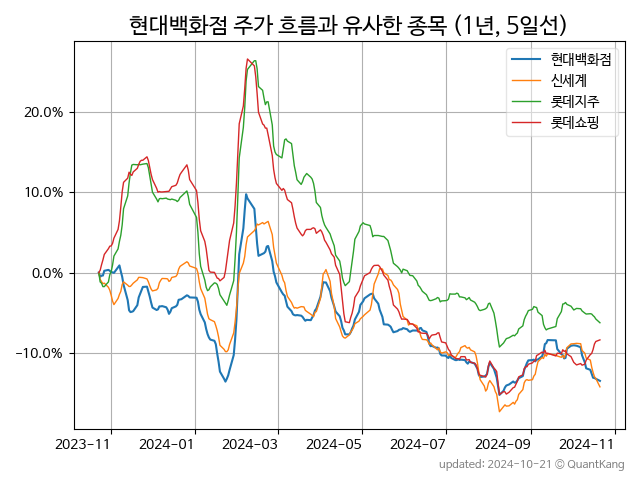 현대백화점 주가 흐름과 유사한 종목 (1년, 5일선)
현대백화점
신세계
롯데지주
롯데쇼핑
20.0%
10.0%
0.0%
−10.0%
2023-11 2024-01 2024-03 2024-05 2024-07 2024-09 2024-11
updated: 2024-10-21 © QuantKang